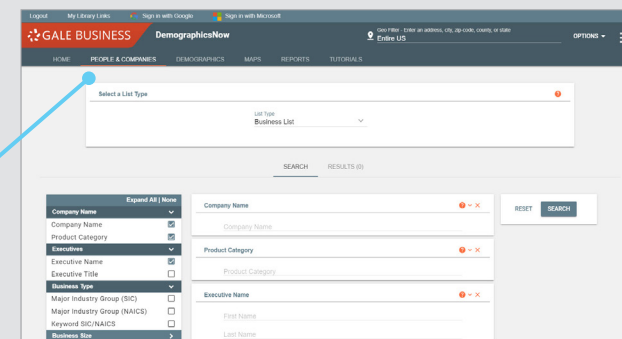 Logout My Library Links Sign in with Google Sign in with Microsoft
GALE BUSINESS DemographicsNow
Geo Filter - Enter an address, city, zip-code, county, or state
Entire US
OPTIONS
HOME PEOPLE & COMPANIES DEMOGRAPHICS MAPS REPORTS TUTORIALS
Select a List Type
List Type
Business List
SEARCH RESULTS (0)
Expand All | None
Company Name
Company Name
Product Category
Executives
Executive Name
Executive Title
Business Type
Major Industry Group (SIC)
Major Industry Group (NAICS)
Keyword SIC/NAICS
Business Size
Company Name
Company Name
Product Category
Product Category
Executive Name
First Name
Last Name
RESET SEARCH